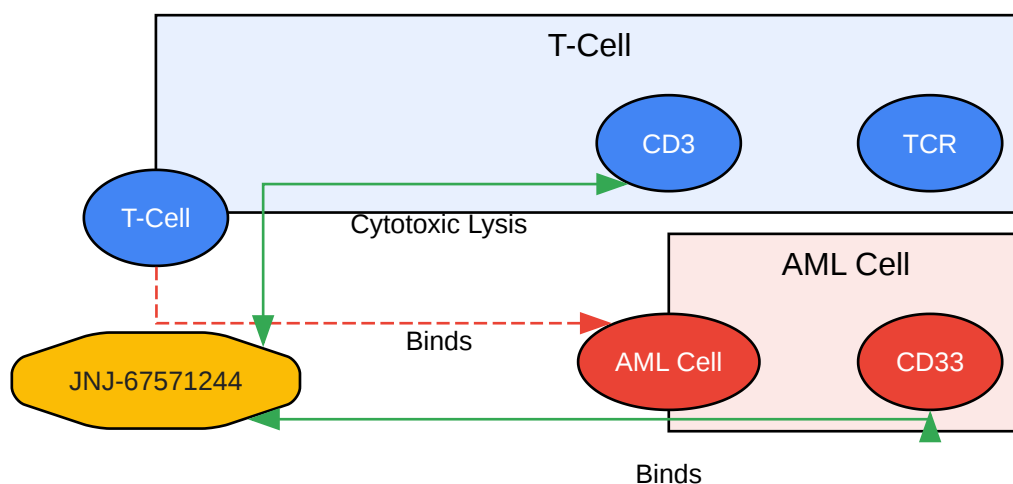 T-Cell
CD3
TCR
T-Cell
Cytotoxic Lysis
AML Cell
Binds
AML Cell
CD33
JNJ-67571244
Binds